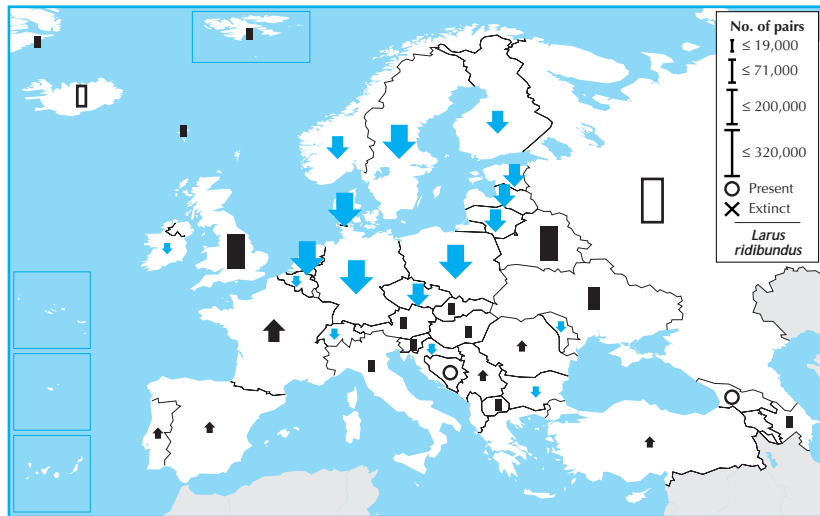 No. of pairs
≤ 19,000
≤ 71,000
≤ 200,000
≤ 320,000
Present
Extinct
Larus
ridibundus